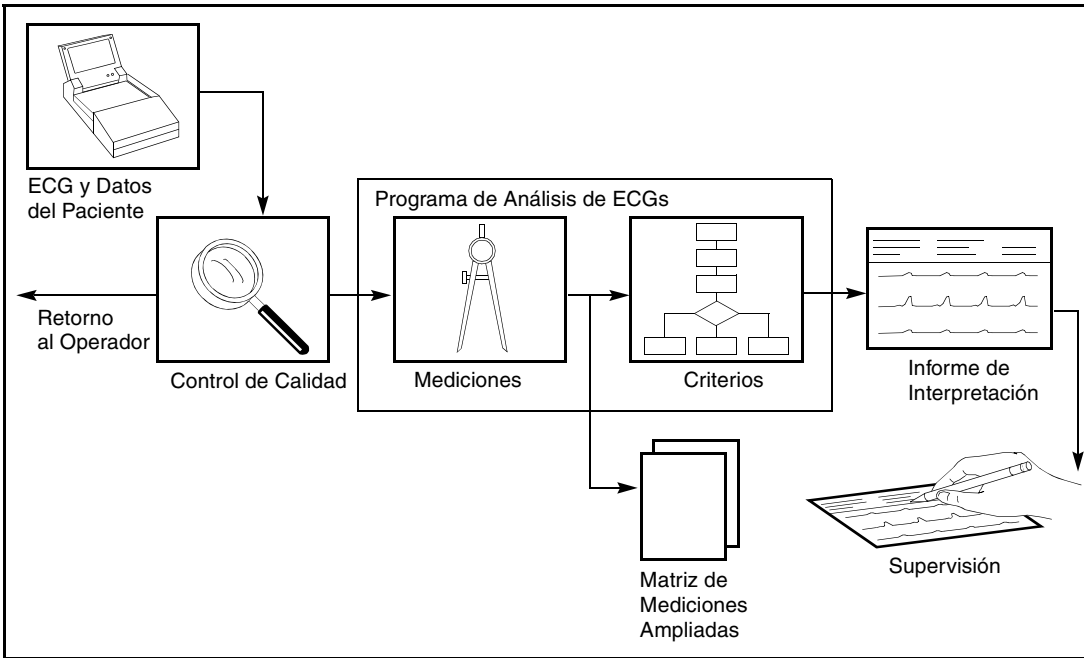 ECG y Datos
del Paciente
Programa de Análisis de ECGs
Retorno
al Operador
Control de Calidad
Mediciones
Criterios
Informe de
Interpretación
Matriz de
Mediciones
Ampliadas
Supervisión